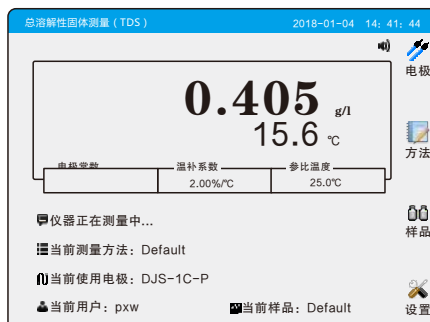 总溶解性固体测量（TDS） 2018-01-04 14：41：44
电极
0.405 g/l
15.6 ℃
方法
电极常数 温补系数 参比温度
2.00%/℃ 25.0℃
样品
仪器正在测量中...
当前测量方法：Default
当前使用电极：DJS-1C-P
当前用户：pxw 当前样品：Default
设置